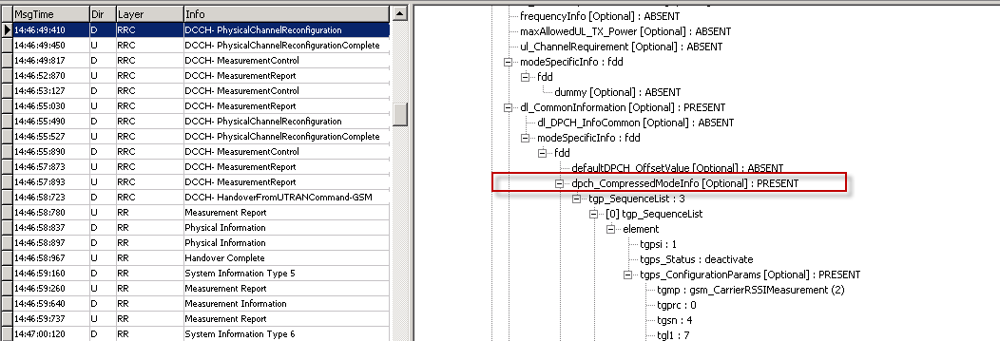 MsgTime Dir Layer Info
14:46:49:410 D RRC DCCH- PhysicalChannelReconfiguration
14:46:49:450 U RRC DCCH- PhysicalChannelReconfigurationComplete
14:46:49:817 D RRC DCCH- MeasurementControl
14:46:52:870 U RRC DCCH- MeasurementReport
14:46:53:127 D RRC DCCH- MeasurementControl
14:46:55:030 U RRC DCCH- MeasurementReport
14:46:55:490 D RRC DCCH- PhysicalChannelReconfiguration
14:46:55:527 U RRC DCCH- PhysicalChannelReconfigurationComplete
14:46:55:890 D RRC DCCH- MeasurementControl
14:46:57:873 U RRC DCCH- MeasurementReport
14:46:57:893 U RRC DCCH- MeasurementReport
14:46:58:723 D RRC DCCH- HandoverFromUTRANCommand-GSM
14:46:58:780 U RR Measurement Report
14:46:58:837 D RR Physical Information
14:46:58:897 D RR Physical Information
14:46:58:967 U RR Handover Complete
14:46:59:160 D RR System Information Type 5
14:46:59:260 U RR Measurement Report
14:46:59:640 D RR Measurement Information
14:46:59:737 U RR Measurement Report
14:47:00:120 D RR System Information Type 6
frequencyInfo [Optional] : ABSENT
maxAllowedUL_TX_Power [Optional] : ABSENT
ul_ChannelRequirement [Optional] : ABSENT
modeSpecificInfo : fdd
fdd
dummy [Optional] : ABSENT
dl_CommonInformation [Optional] : PRESENT
dl_DPCH_InfoCommon [Optional] : ABSENT
modeSpecificInfo : fdd
fdd
defaultDPCH_OffsetValue [Optional] : ABSENT
dpch_CompressedModeInfo [Optional] : PRESENT
tgp_SequenceList : 3
[0] tgp_SequenceList
element
tgpsi : 1
tgps_Status : deactivate
tgps_ConfigurationParams [Optional] : PRESENT
tgmp : gsm_CarrierRSSIMeasurement (2)
tgprc : 0
tgsn : 4
tgl1 : 7